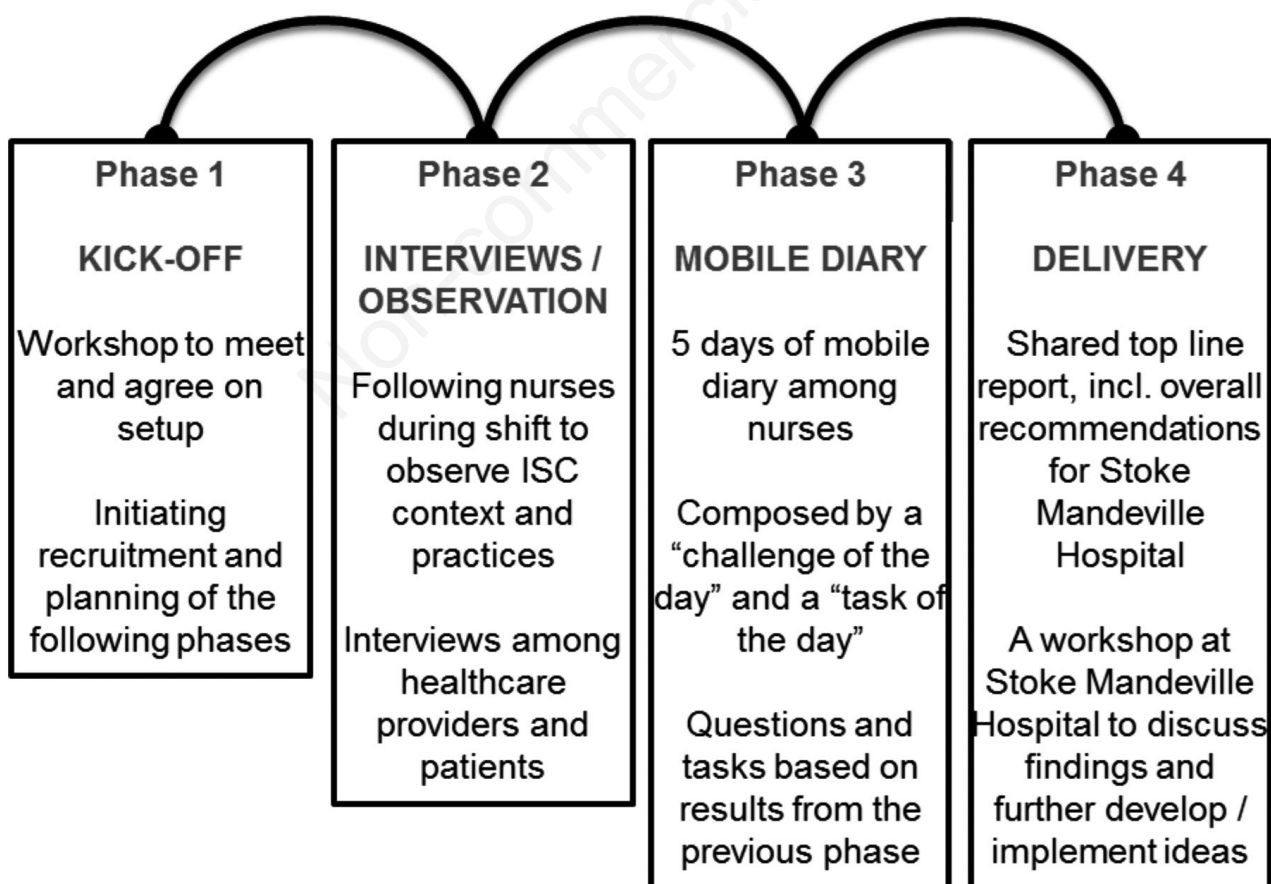 Non-commerci
Phase 1
KICK-OFF
Workshop to meet
and agree on
setup
Initiating
recruitment and
planning of the
following phases
Phase 2
INTERVIEWS /
OBSERVATION
Following nurses
during shift to
observe ISC
context and
practices
Interviews among
healthcare
providers and
patients
Phase 3
MOBILE DIARY
5 days of mobile
diary among
nurses
Composed by a
“challenge of the
day” and a “task of
the day”
Questions and
tasks based on
results from the
previous phase
Phase 4
DELIVERY
Shared top line
report, incl. overall
recommendations
for Stoke
Mandeville
Hospital
A workshop at
Stoke Mandeville
Hospital to discuss
findings and
further develop /
implement ideas